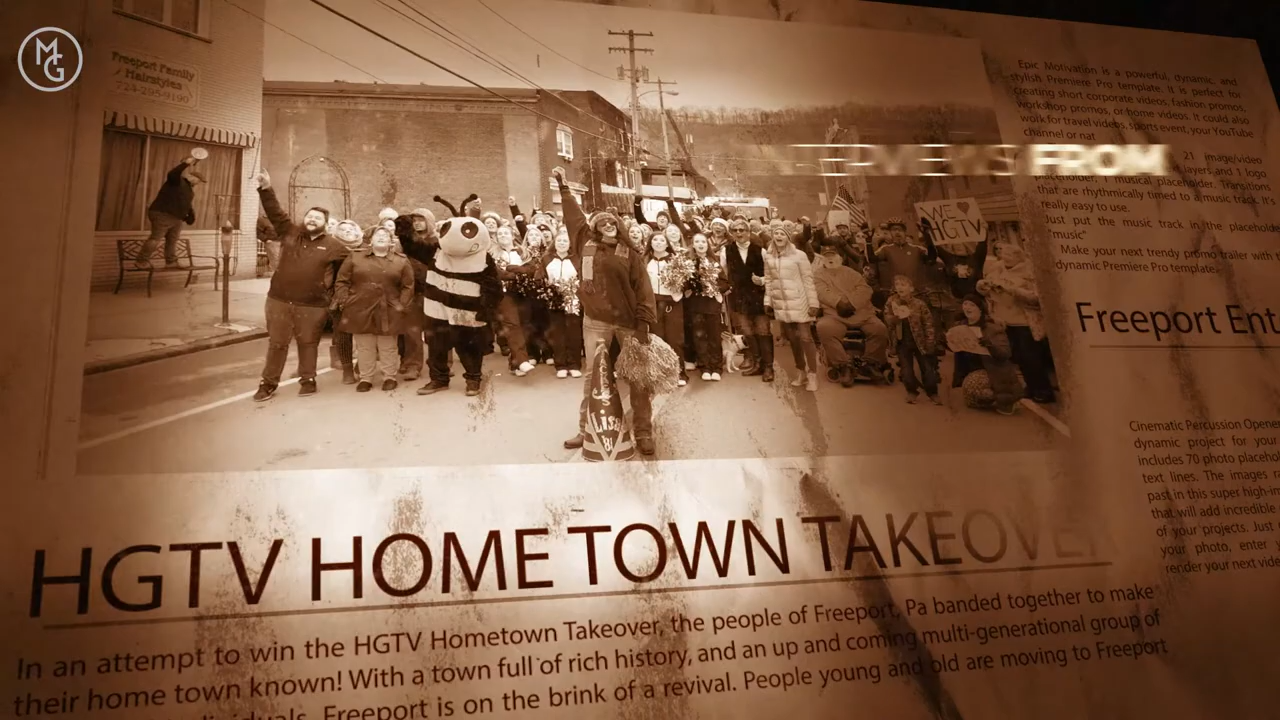 MG
Freeport Family
Hairstyles
724-295-9190
WE HGTV
Lisa
FROM
Epic Motivation is a powerful, dynamic, and
stylish Premiere Pro template. It is perfect for
creating short corporate videos, fashion promos,
workshop promos, or home videos. It could also
work for travel videos, sports event, your YouTube
channel or nat
21 image/video
layers and 1 logo
placeholder, 1 musical placeholder. Transitions
that are rhythmically timed to a music track. It's
really easy to use.
Just put the music track in the placeholde
"music"
Make your next trendy promo trailer with t
dynamic Premiere Pro template.
Freeport Ent
Cinematic Percussion Opene
dynamic project for your
includes 70 photo placehol
text lines. The images
past in this super high-im
that will add incredible
of your projects. Just
your photo, enter y
render your next vide
HGTV HOME TOWN TAKEOVER
In an attempt to win the HGTV Hometown Takeover, the people of Freeport, Pa banded together to make
their home town known! With a town full of rich history, and an up and coming multi-generational group of
Freeport is on the brink of a revival. People young and old are moving to Freeport